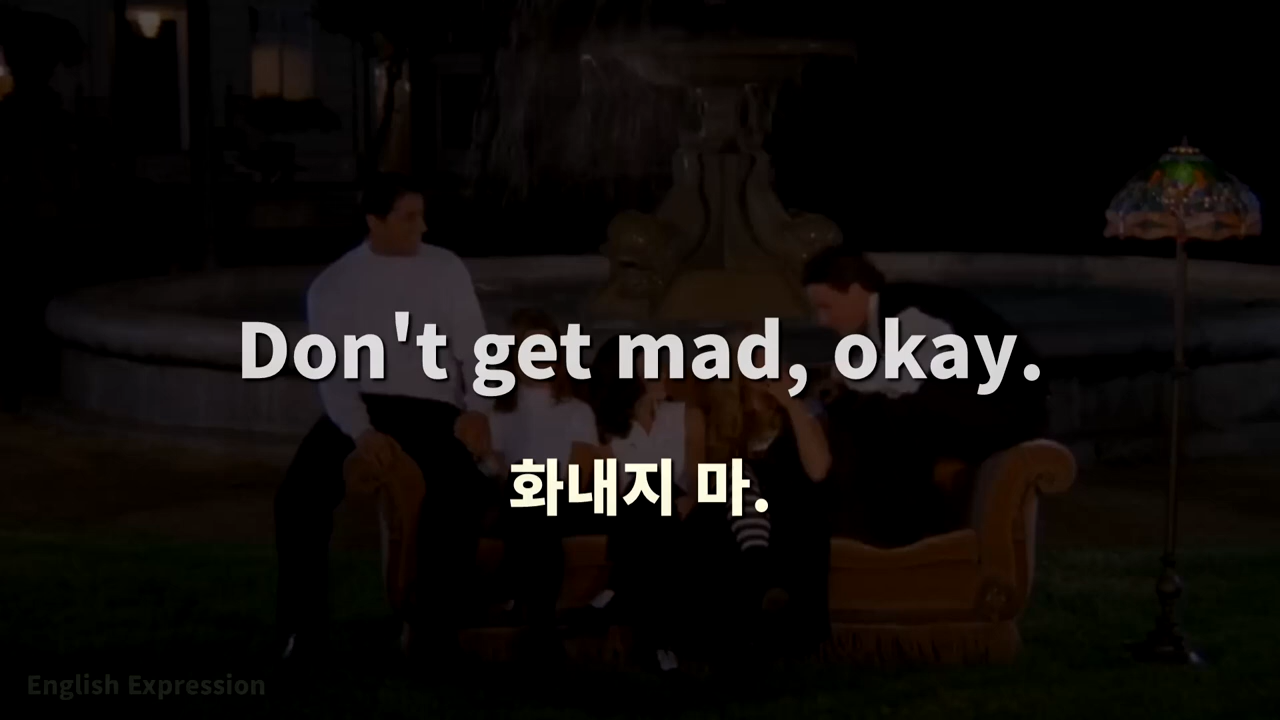 Don't get mad, okay.
화내지 마.
English Expression